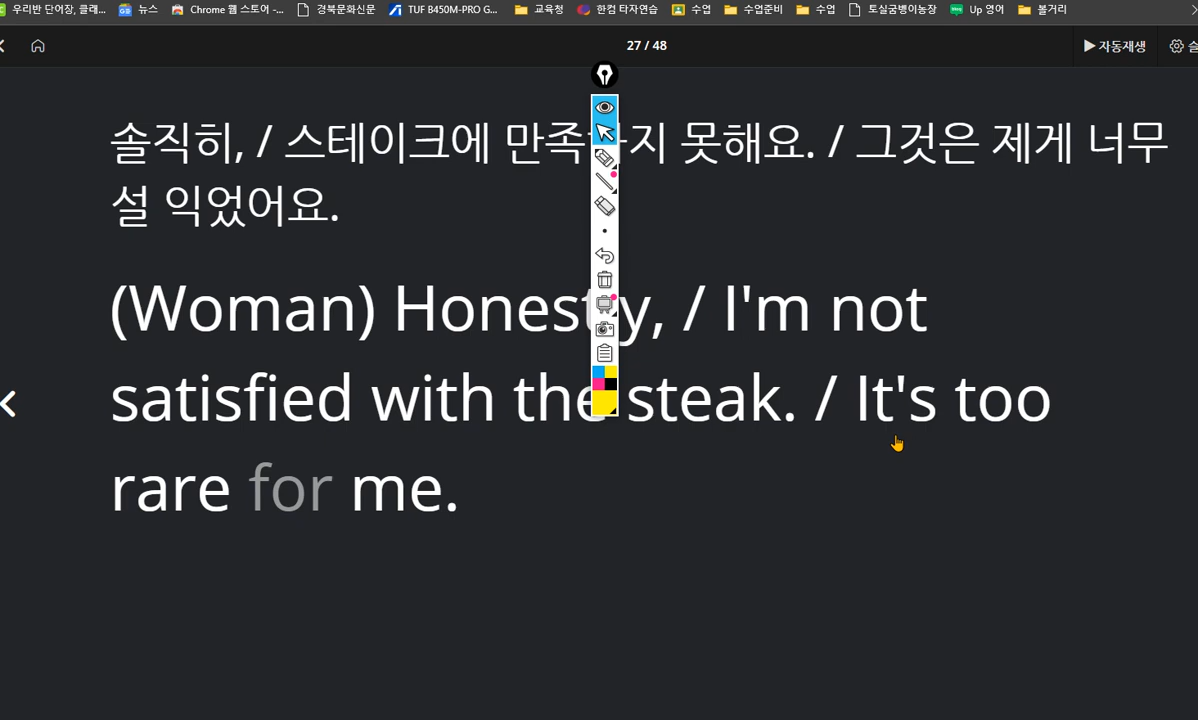 우리반 단어장, 클래... 뉴스 Chrome 웹 스토어 -... 경북문화신문 TUF B450M-PRO G... 교육청 한컴 타자연습 수업 수업준비 수업 토실굼벵이농장 Up 영어 볼거리
27 / 48 ▶자동재생
솔직히, / 스테이크에 만족 지 못해요. / 그것은 제게 너무
설 익었어요.
(Woman) Honest y, / I'm not
satisfied with the steak. / It's too
rare for me.